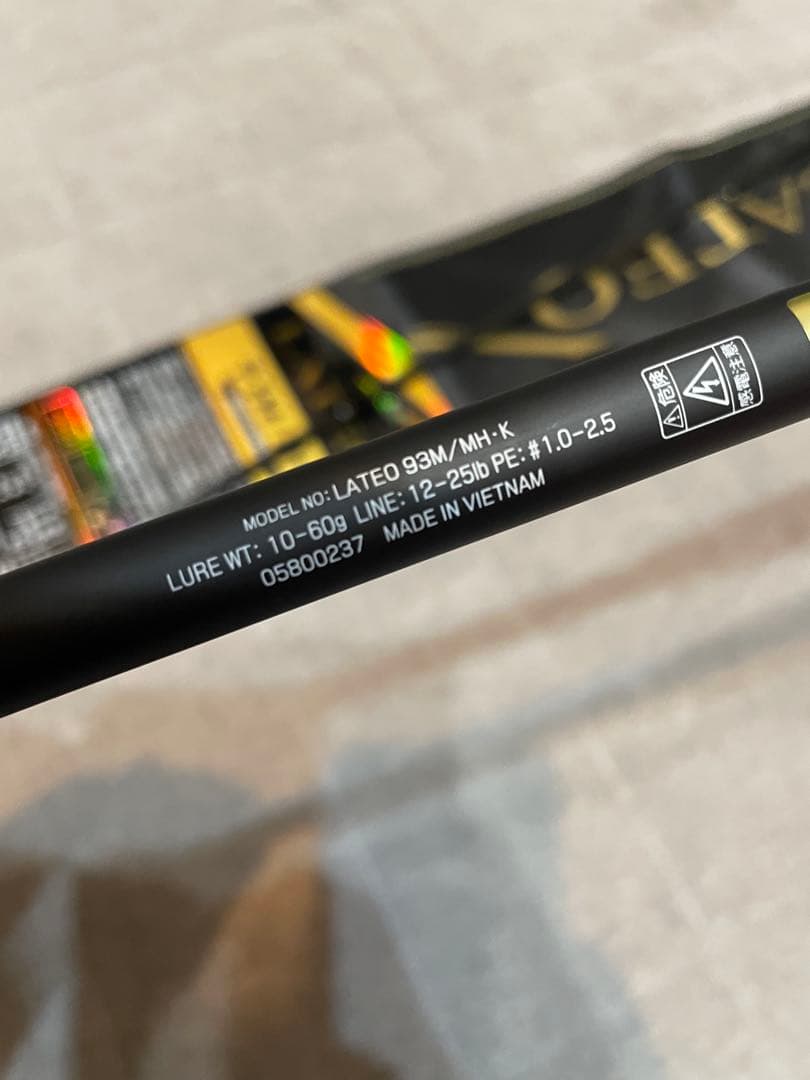 MODEL NO: LATEO 93M/MH・K
LURE WT: 10-60g LINE: 12-25lb PE: #1.0-2.5
05800237 MADE IN VIETNAM
危険
感電注意